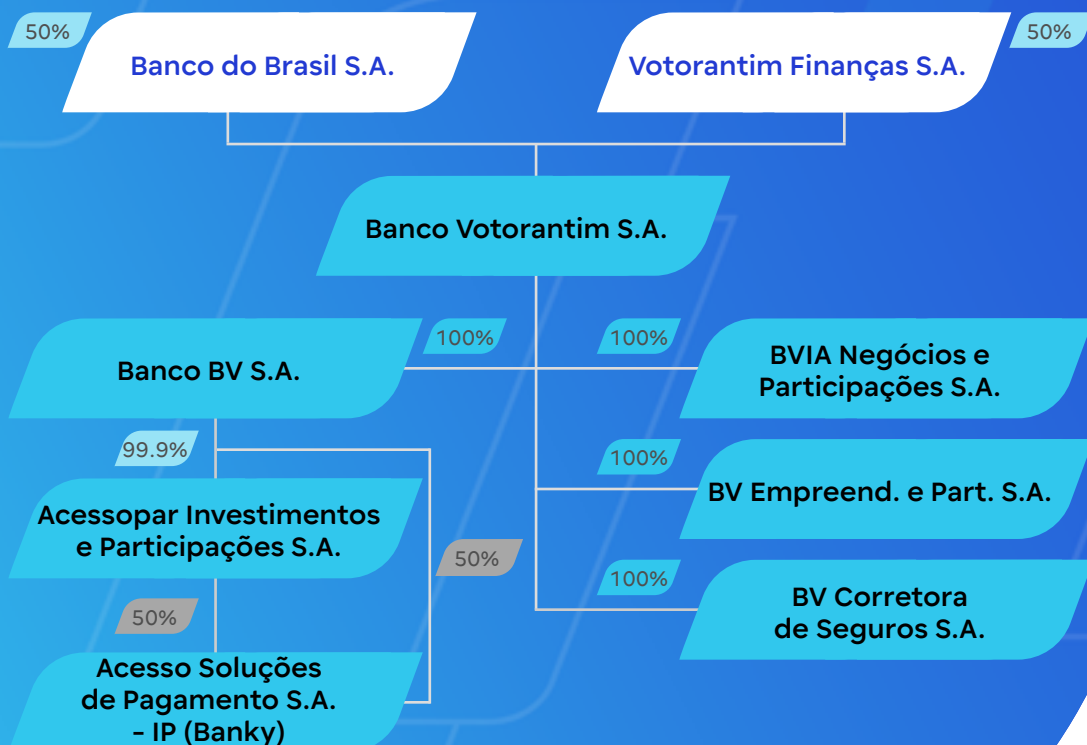 50%
Banco do Brasil S.A.
Votorantim Finanças S.A.
50%
Banco Votorantim S.A.
100%
100%
Banco BV S.A.
BVIA Negócios e
Participações S.A.
99.9%
100%
Acessopar Investimentos
e Participações S.A.
BV Empreend. e Part. S.A.
50%
100%
50%
BV Corretora
de Seguros S.A.
Acesso Soluções
de Pagamento S.A.
- IP (Banky)